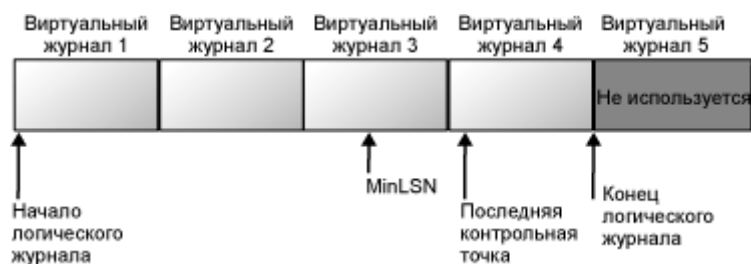 Виртуальный журнал 1
Виртуальный журнал 2
Виртуальный журнал 3
Виртуальный журнал 4
Виртуальный журнал 5
Не используется
MinLSN
Начало
логического
журнала
Последняя
контрольная
точка
Конец
логического
журнала